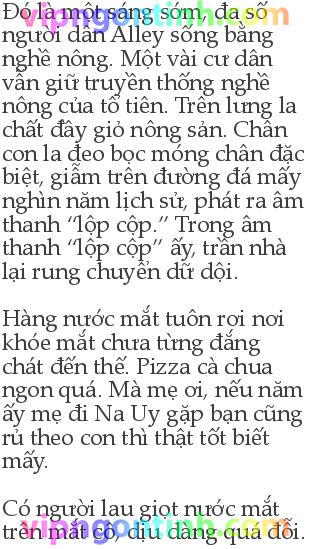 Đó là một sáng sớm, đa số
người dân Alley sống bằng
nghề nông. Một vài cư dân
vẫn giữ truyền thống nghề
nông của tổ tiên. Trên lưng la
chất đầy giỏ nông sản. Chân
con la đeo bọc móng chân đặc
biệt, giẫm trên đường đá mấy
nghìn năm lịch sử, phát ra âm
thanh “lộp cộp.” Trong âm
thanh “lộp cộp” ấy, trần nhà
lại rung chuyển dữ dội.
Hàng nước mắt tuôn rơi nơi
khóe mắt chưa từng đắng
chát đến thế. Pizza cà chua
ngon quá. Mà mẹ ơi, nếu năm
ấy mẹ đi Na Uy gặp bạn cũng
rủ theo con thì thật tốt biết
mấy.
Có người lau giọt nước mắt
trên mắt cô, dịu dàng quá đỗi.
vipngontinh.com
vipngontinh.com
vipngontinh.com